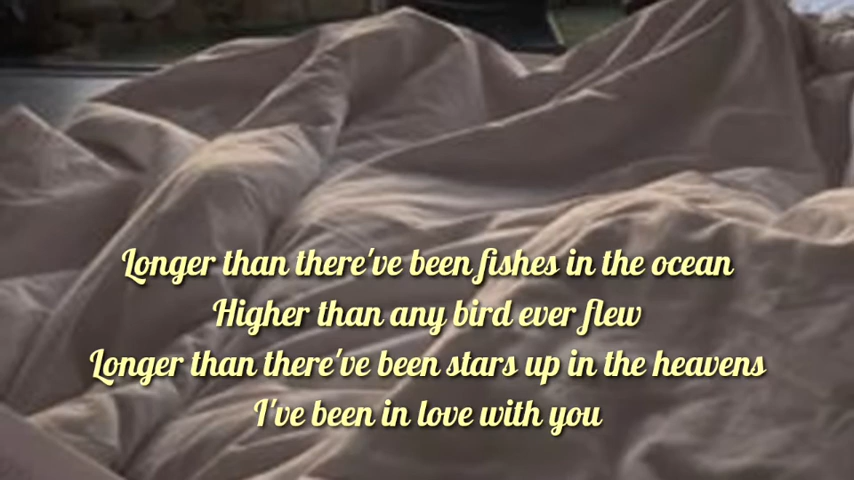 Longer than there've been fishes in the ocean
Higher than any bird ever flew
Longer than there've been stars up in the heavens
I've been in love with you